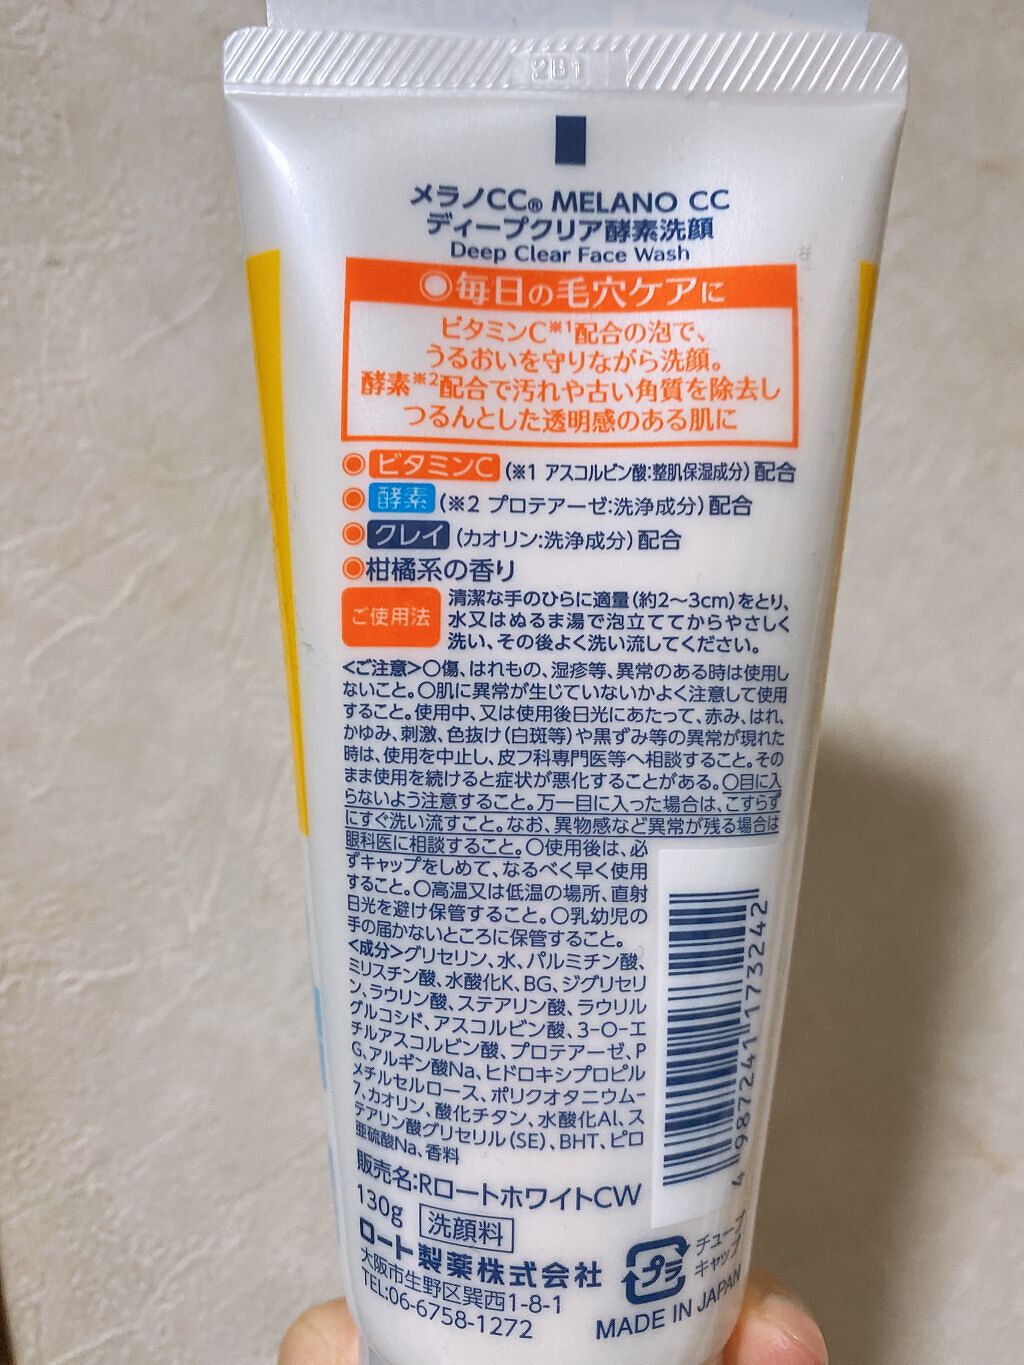 2B1
メラノCC® MELANO CC
ディープクリア酵素洗顔
Deep Clear Face Wash
◉毎日の毛穴ケアに
ビタミンC※1配合の泡で、
うるおいを守りながら洗顔。
酵素※2配合で汚れや古い角質を除去し
つるんとした透明感のある肌に
◉ビタミンC(※1 アスコルビン酸:整肌保湿成分)配合
◉酵素(※2 プロテアーゼ:洗浄成分)配合
◉クレイ(カオリン:洗浄成分)配合
◉柑橘系の香り
ご使用法
清潔な手のひらに適量(約2〜3cm)をとり、
水又はぬるま湯で泡立ててからやさしく
洗い、その後よく洗い流してください。
<ご注意>〇傷、はれもの、湿疹等、異常のある時は使用し
ないこと。〇肌に異常が生じていないかよく注意して使用
すること。使用中、又は使用後日光にあたって、赤み、はれ、
かゆみ、刺激、色抜け(白斑等)や黒ずみ等の異常が現れた
時は、使用を中止し、皮フ科専門医等へ相談すること。その
まま使用を続けると症状が悪化することがある。〇目に入
らないよう注意すること。万一目に入った場合は、こすらず
にすぐ洗い流すこと。なお、異物感など異常が残る場合は
眼科医に相談すること。〇使用後は、必
ずキャップをしめて、なるべく早く使用
すること。〇高温又は低温の場所、直射
日光を避け保管すること。〇乳幼児の
手の届かないところに保管すること。
<成分>グリセリン、水、パルミチン酸、
ミリスチン酸、水酸化K、BG、ジグリセリ
ン、ラウリン酸、ステアリン酸、ラウリル
グルコシド、アスコルビン酸、3-O-エ
チルアスコルビン酸、プロテアーゼ、P
G、アルギン酸Na、ヒドロキシプロピル
メチルセルロース、ポリクオタニウム-
7、カオリン、酸化チタン、水酸化Al、ス
テアリン酸グリセリル(SE)、BHT、ピロ
亜硫酸Na、香料
4 987241 173242
販売名:RロートホワイトCW
130g 洗顔料
ロート製薬株式会社
大阪市生野区巽西1-8-1
TEL:06-6758-1272
プラ
チューブ
キャップ
MADE IN JAPAN